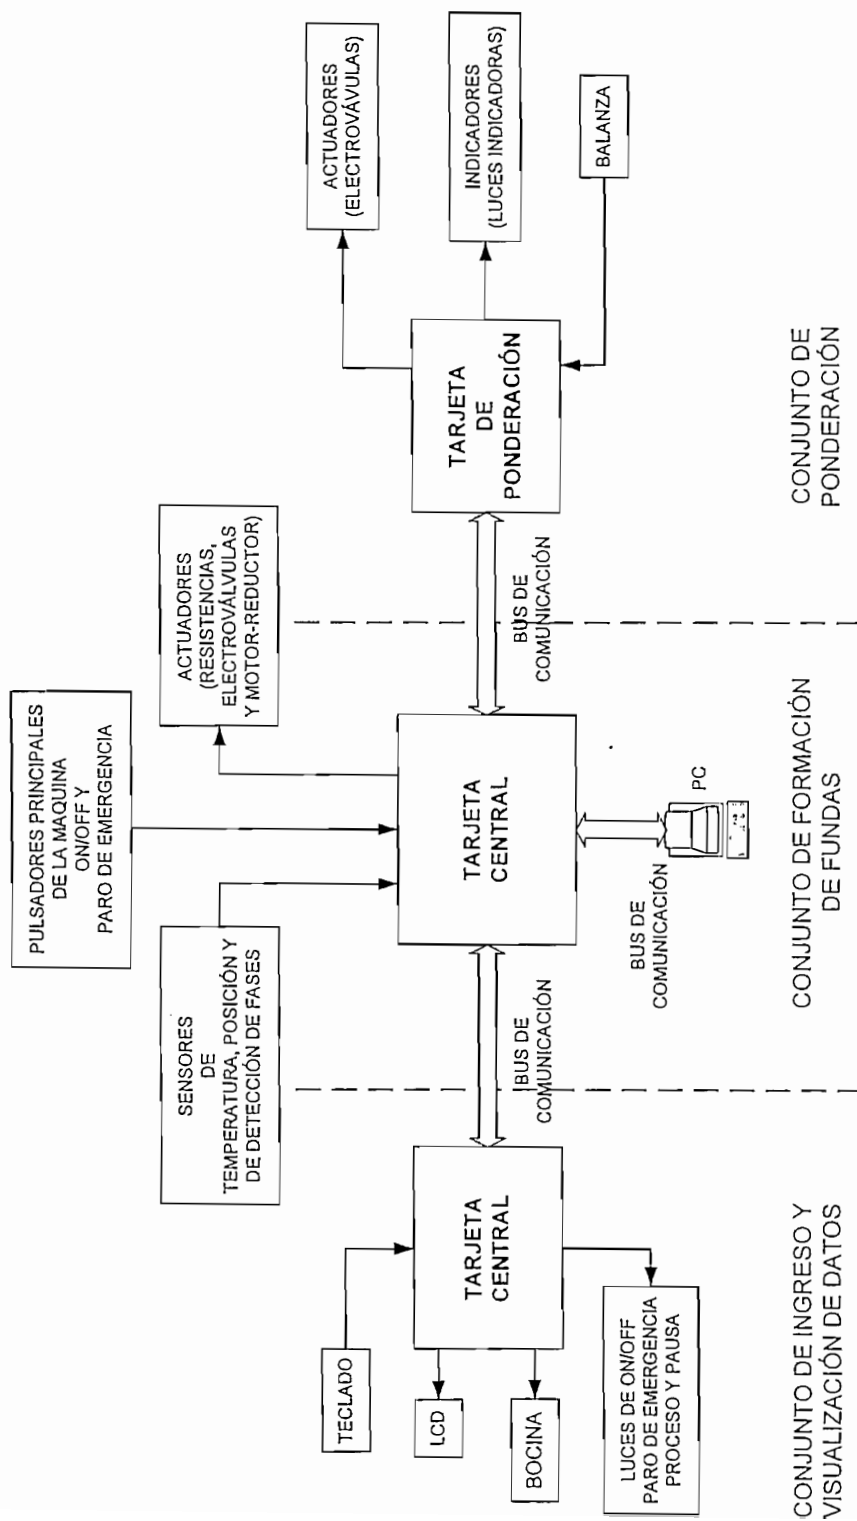 PULSADORES PRINCIPALES
DE LA MAQUINA
ON/OFF Y
PARO DE EMERGENCIA
SENSORES
DE
TEMPERATURA, POSICIÓN Y
DE DETECCIÓN DE FASES
ACTUADORES
(RESISTENCIAS,
ELECTROVÁLVULAS
Y MOTOR-REDUCTOR)
ACTUADORES
(ELECTROVÁVULAS)
INDICADORES
(LUCES INDICADORAS)
BALANZA
TECLADO
LCD
BOCINA
LUCES DE ON/OFF
PARO DE EMERGENCIA
PROCESO Y PAUSA
TARJETA
CENTRAL
BUS DE
COMUNICACIÓN
TARJETA
CENTRAL
BUS DE
COMUNICACIÓN
TARJETA
DE
PONDERACIÓN
BUS DE
COMUNICACIÓN
PC
CONJUNTO DE INGRESO Y
VISUALIZACIÓN DE DATOS
CONJUNTO DE FORMACIÓN
DE FUNDAS
CONJUNTO DE
PONDERACIÓN